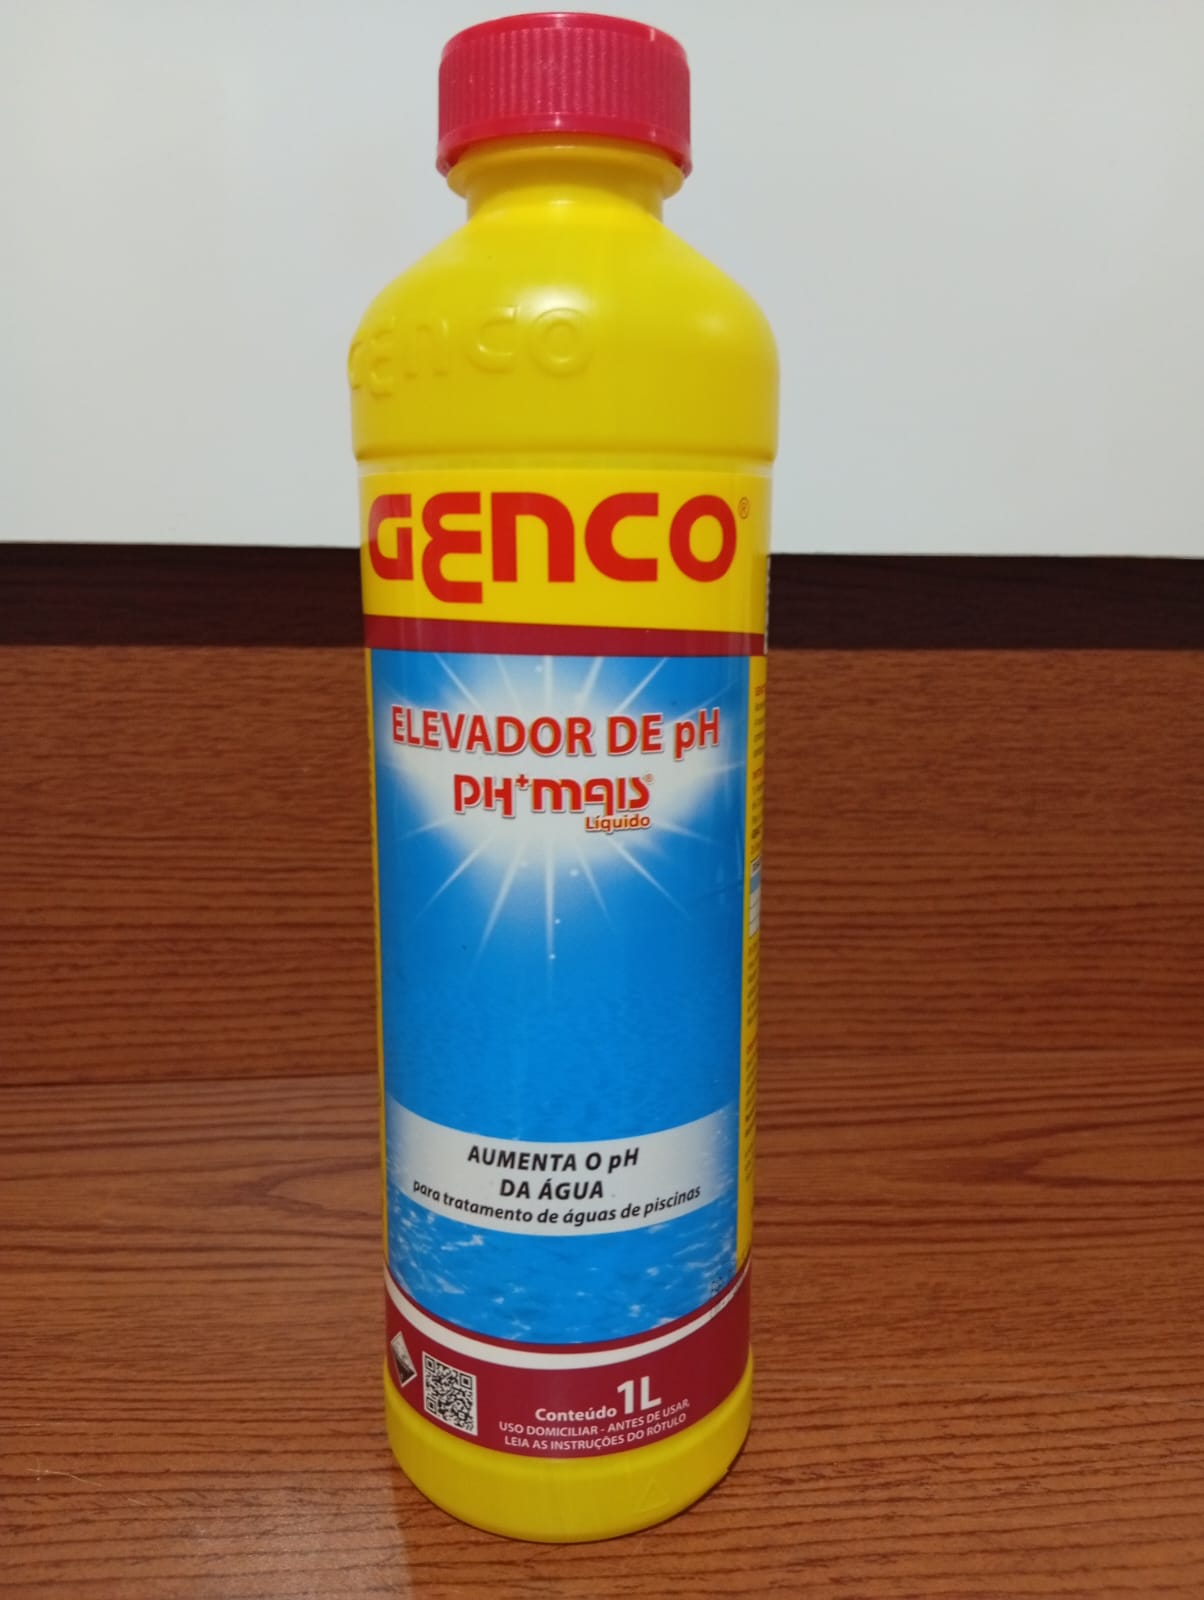 GENCO
GENCO®
ELEVADOR DE pH
PH+MAIS®
Líquido
AUMENTA O pH
DA ÁGUA
para tratamento de águas de piscinas
Conteúdo 1L
USO DOMICILIAR - ANTES DE USAR,
LEIA AS INSTRUÇÕES DO RÓTULO